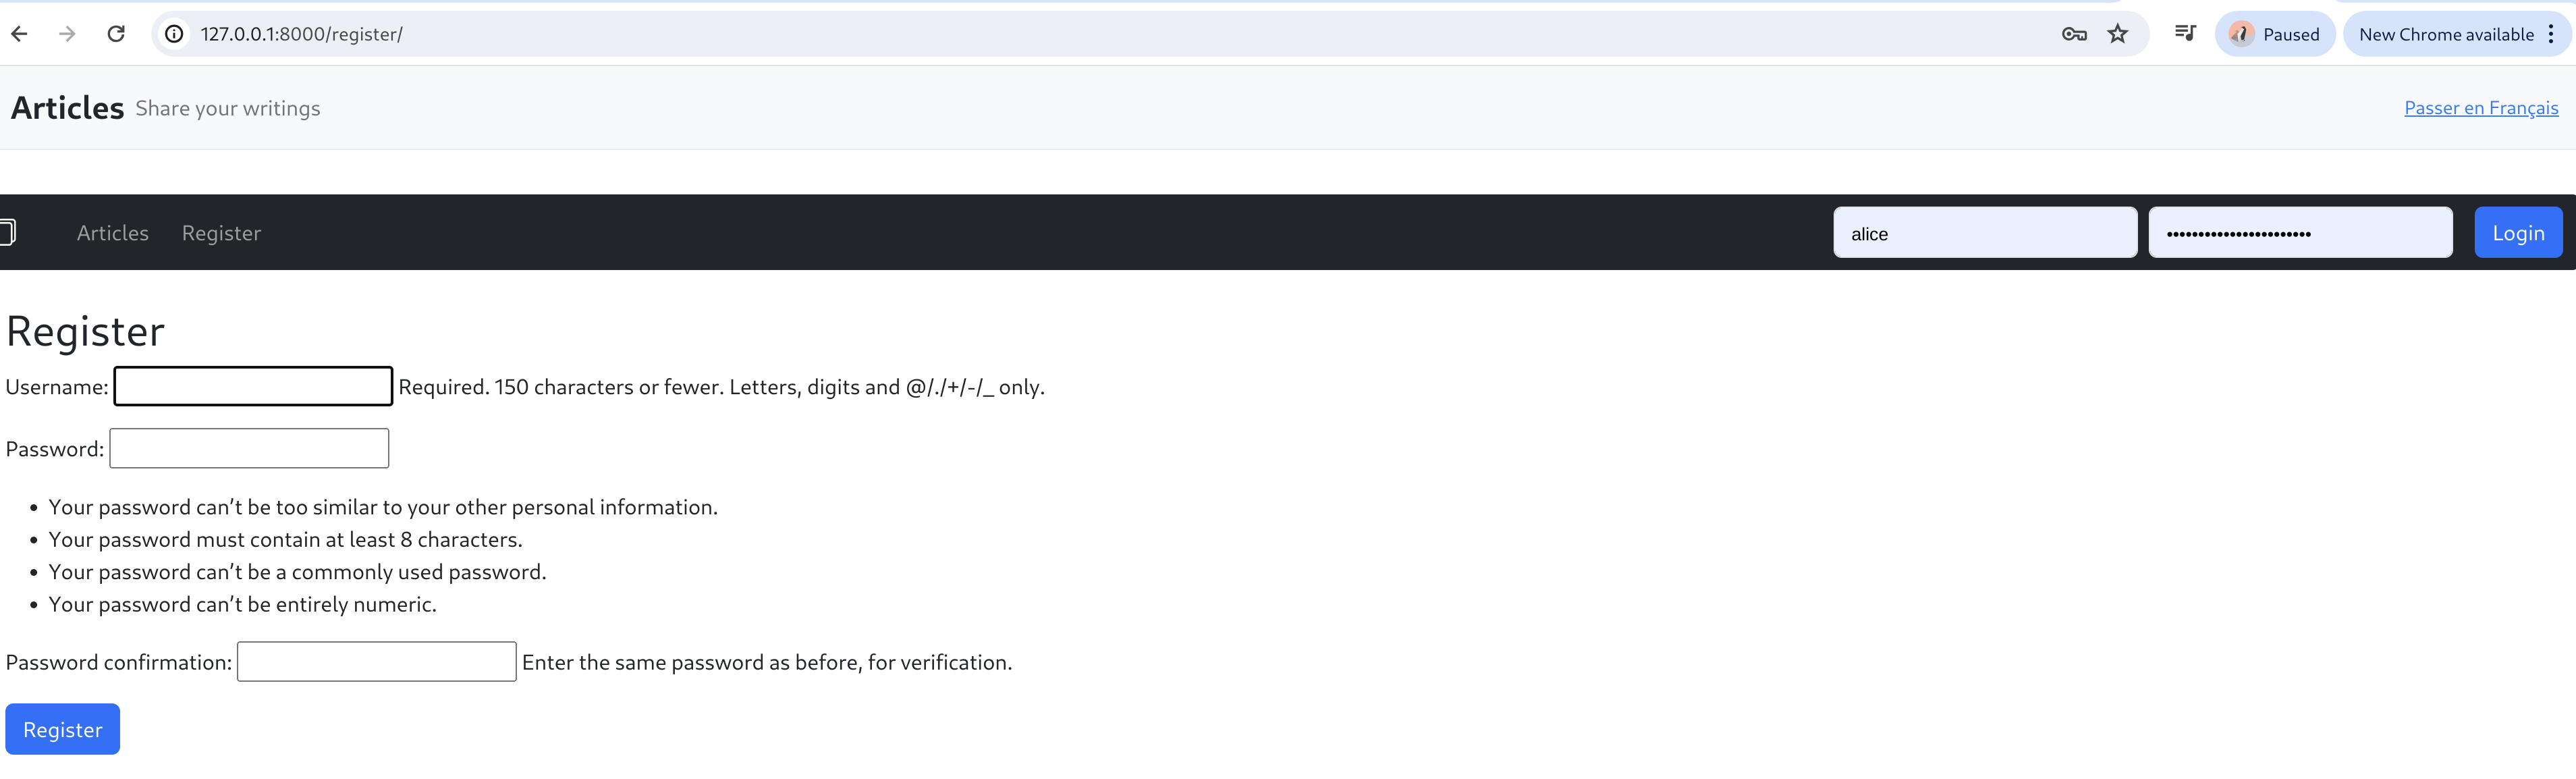 127.0.0.1:8000/register/
Paused
New Chrome available
Articles Share your writings
Passer en Français
Articles Register
alice
••••••••••••••••••••••• Login
Register
Username: Required. 150 characters or fewer. Letters, digits and @/./+/-/_ only.
Password:
• Your password can’t be too similar to your other personal information.
• Your password must contain at least 8 characters.
• Your password can’t be a commonly used password.
• Your password can’t be entirely numeric.
Password confirmation: Enter the same password as before, for verification.
Register